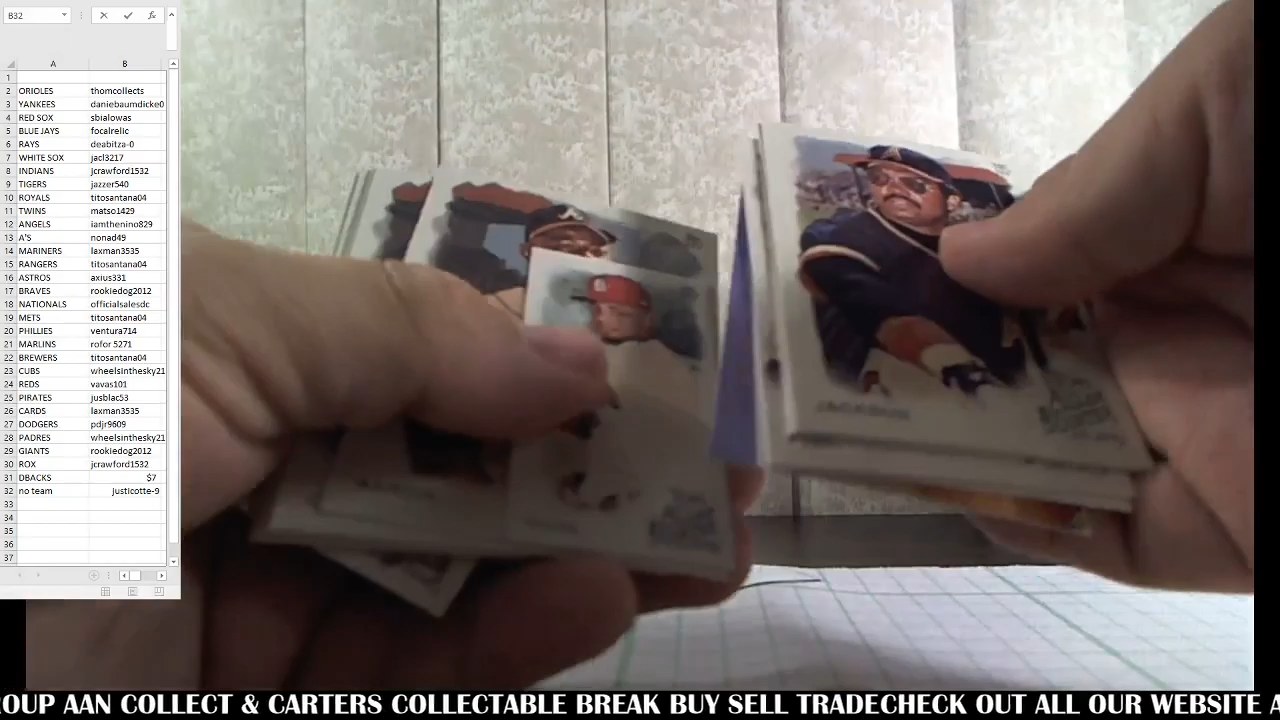 B32
A B
1
2 ORIOLES thomcollects
3 YANKEES daniebaumdicke0
4 RED SOX sbialowas
5 BLUE JAYS focalrelic
6 RAYS deabitza-0
7 WHITE SOX jacl3217
8 INDIANS jcrawford1532
9 TIGERS jazzer540
10 ROYALS titosantana04
11 TWINS matso1429
12 ANGELS iamthenino829
13 A'S nonad49
14 MARINERS laxman3535
15 RANGERS titosantana04
16 ASTROS axius331
17 BRAVES rookiedog2012
18 NATIONALS officialsalesdc
19 METS titosantana04
20 PHILLIES ventura714
21 MARLINS rofor 5271
22 BREWERS titosantana04
23 CUBS wheelsinthesky21
24 REDS vavas101
25 PIRATES jusblac53
26 CARDS laxman3535
27 DODGERS pdjr9609
28 PADRES wheelsinthesky21
29 GIANTS rookiedog2012
30 ROX jcrawford1532
31 DBACKS $7
32 no team justicotte-9
33
34
35
36
37
JACKSON
ROUP AAN COLLECT & CARTERS COLLECTABLE BREAK BUY SELL TRADECHECK OUT ALL OUR WEBSITE A